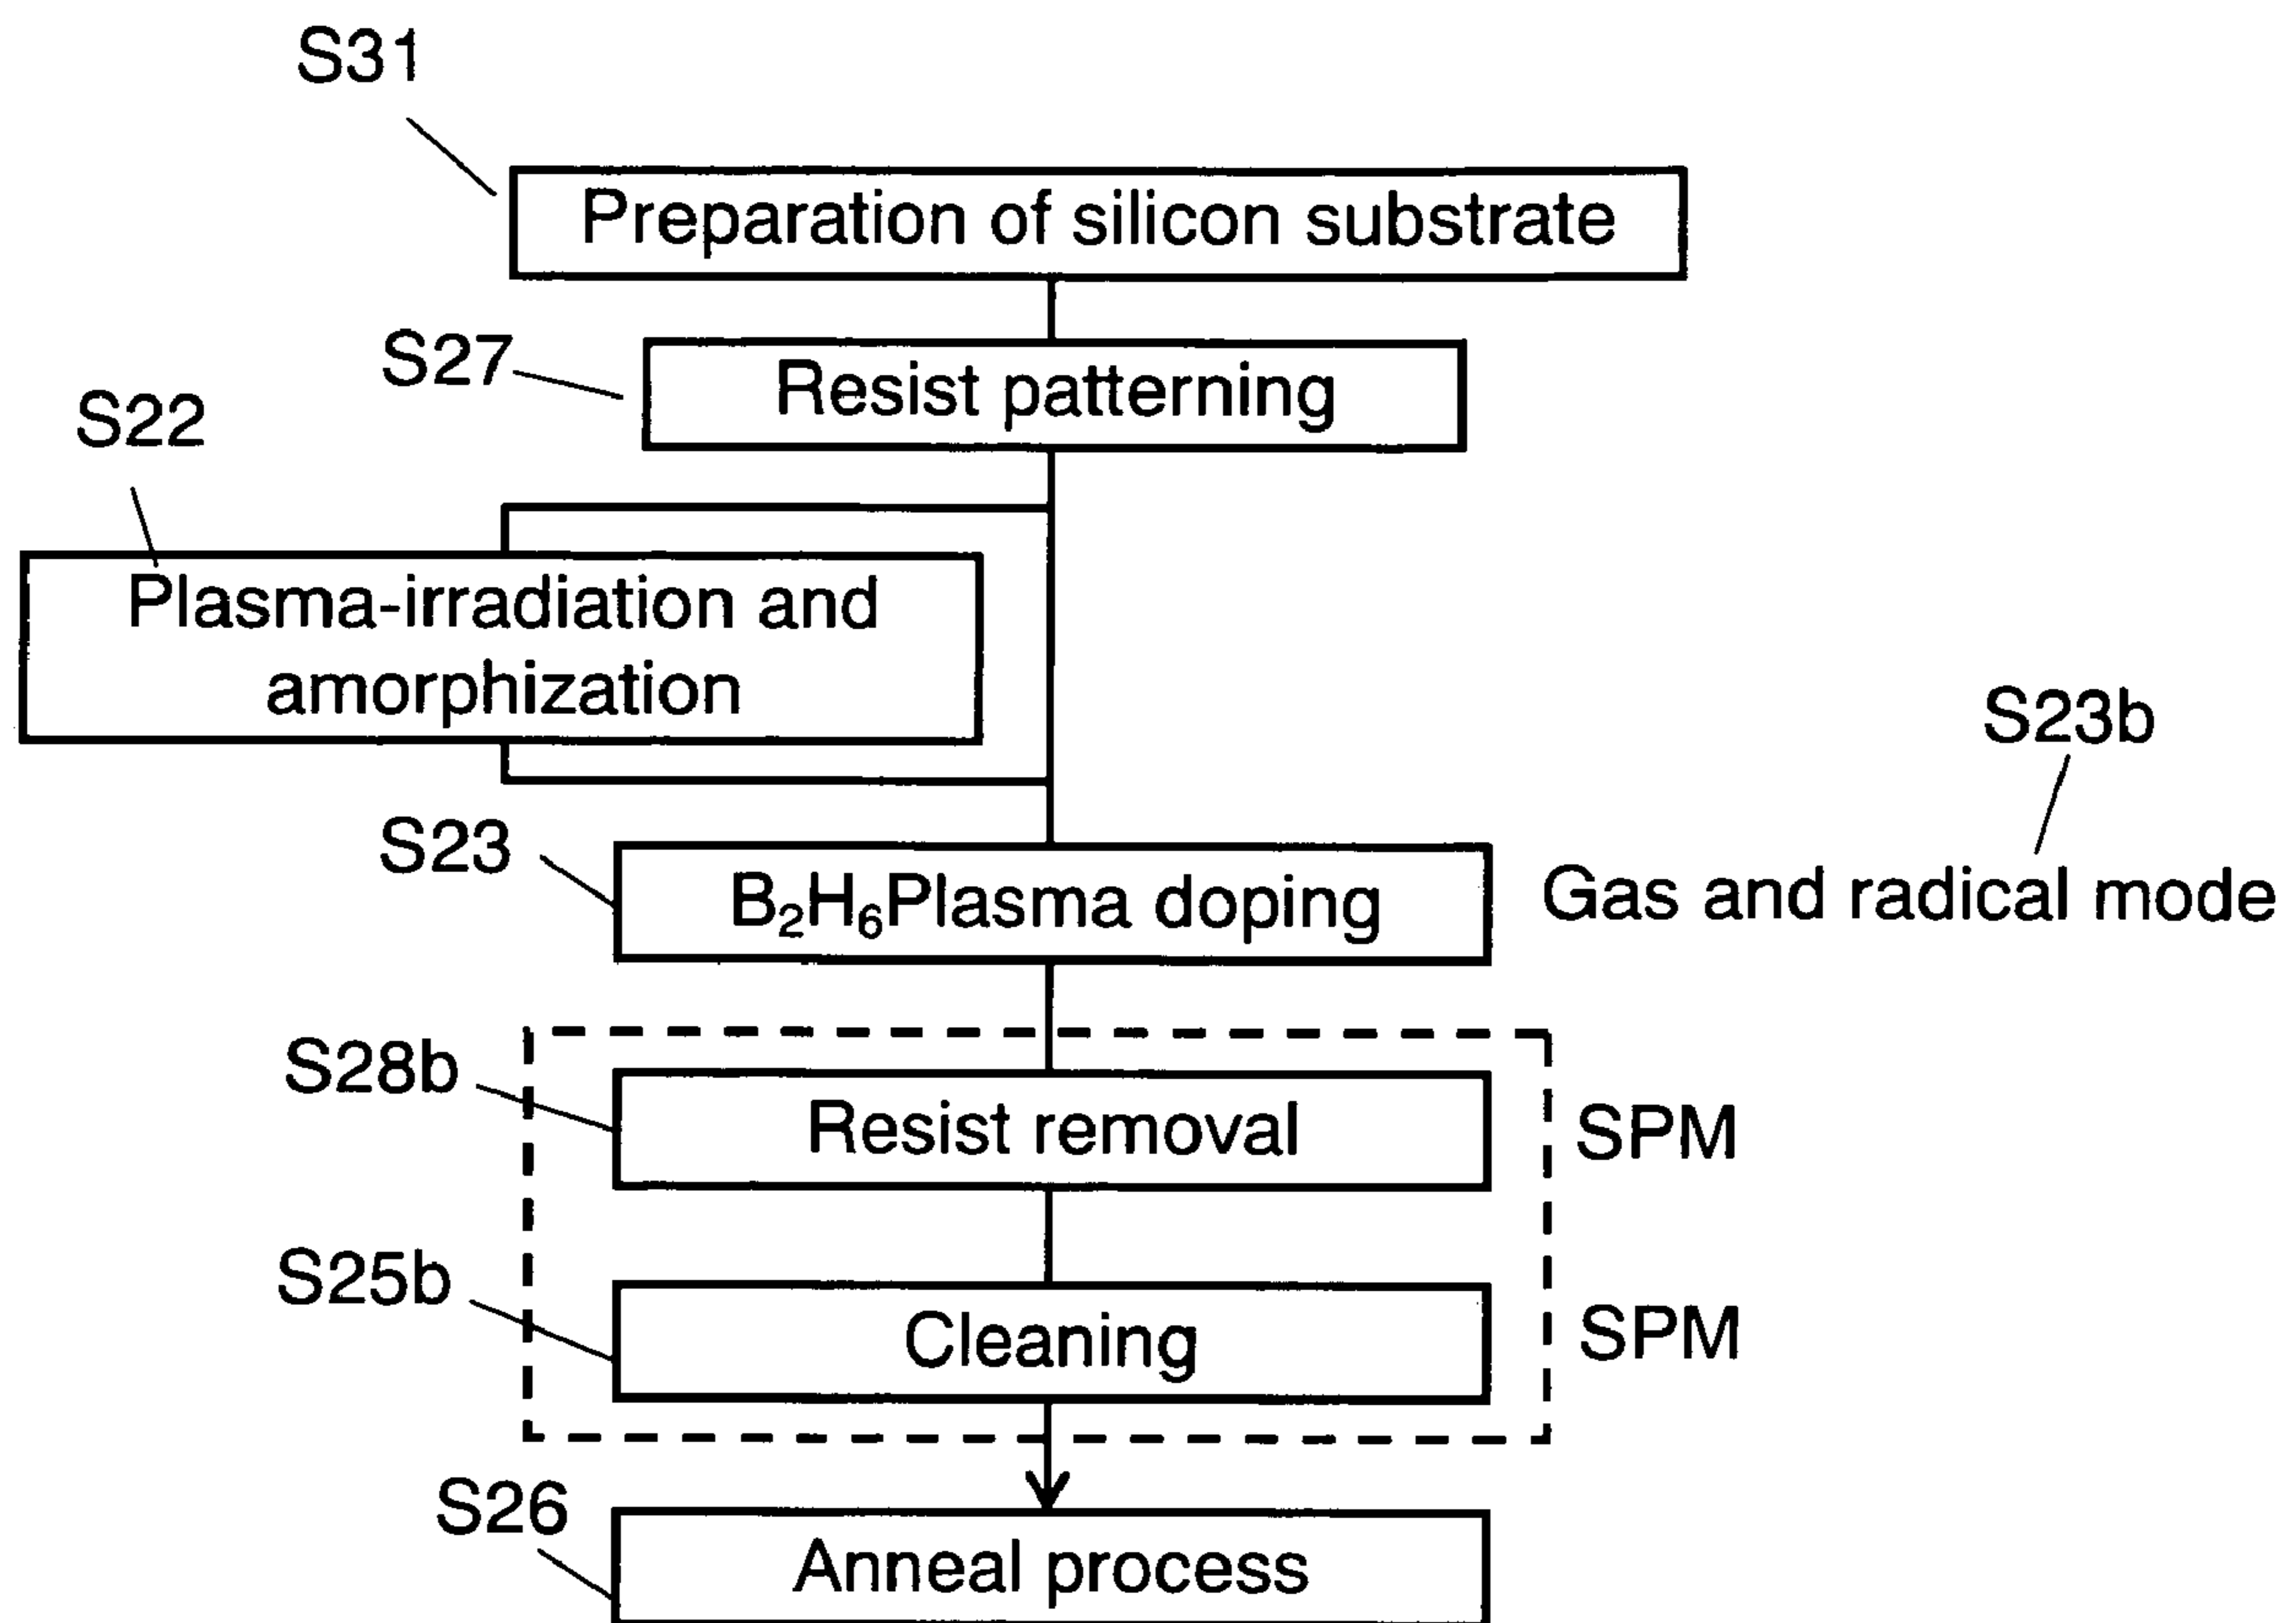 S31
Preparation of silicon substrate
S27
Resist patterning
S22
Plasma-irradiation and
amorphization
S23b
S23
B₂H₆Plasma doping
Gas and radical mode
S28b
Resist removal
SPM
S25b
Cleaning
SPM
S26
Anneal process